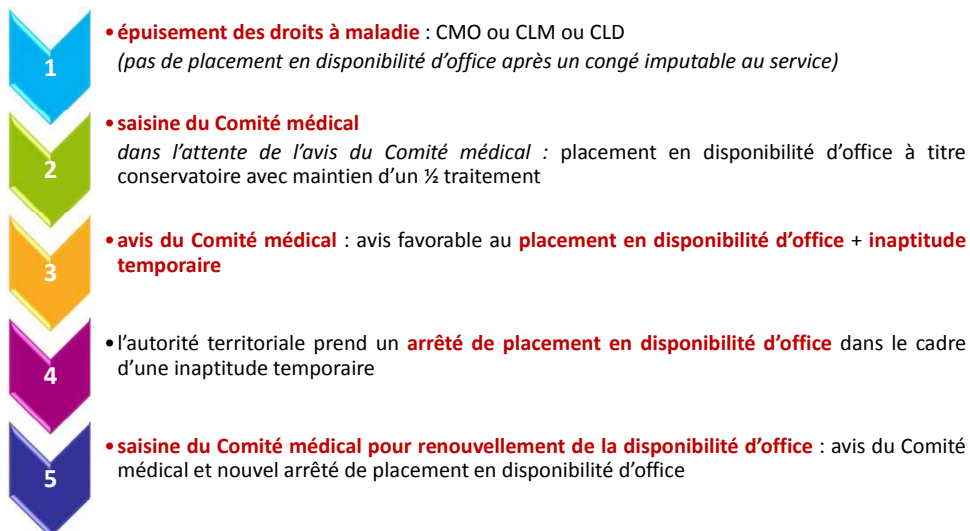 1
• épuisement des droits à maladie : CMO ou CLM ou CLD
(pas de placement en disponibilité d’office après un congé imputable au service)
2
• saisine du Comité médical
dans l’attente de l’avis du Comité médical : placement en disponibilité d’office à titre
conservatoire avec maintien d’un ½ traitement
3
• avis du Comité médical : avis favorable au placement en disponibilité d’office + inaptitude
temporaire
4
• l’autorité territoriale prend un arrêté de placement en disponibilité d’office dans le cadre
d’une inaptitude temporaire
5
• saisine du Comité médical pour renouvellement de la disponibilité d’office : avis du Comité
médical et nouvel arrêté de placement en disponibilité d’office